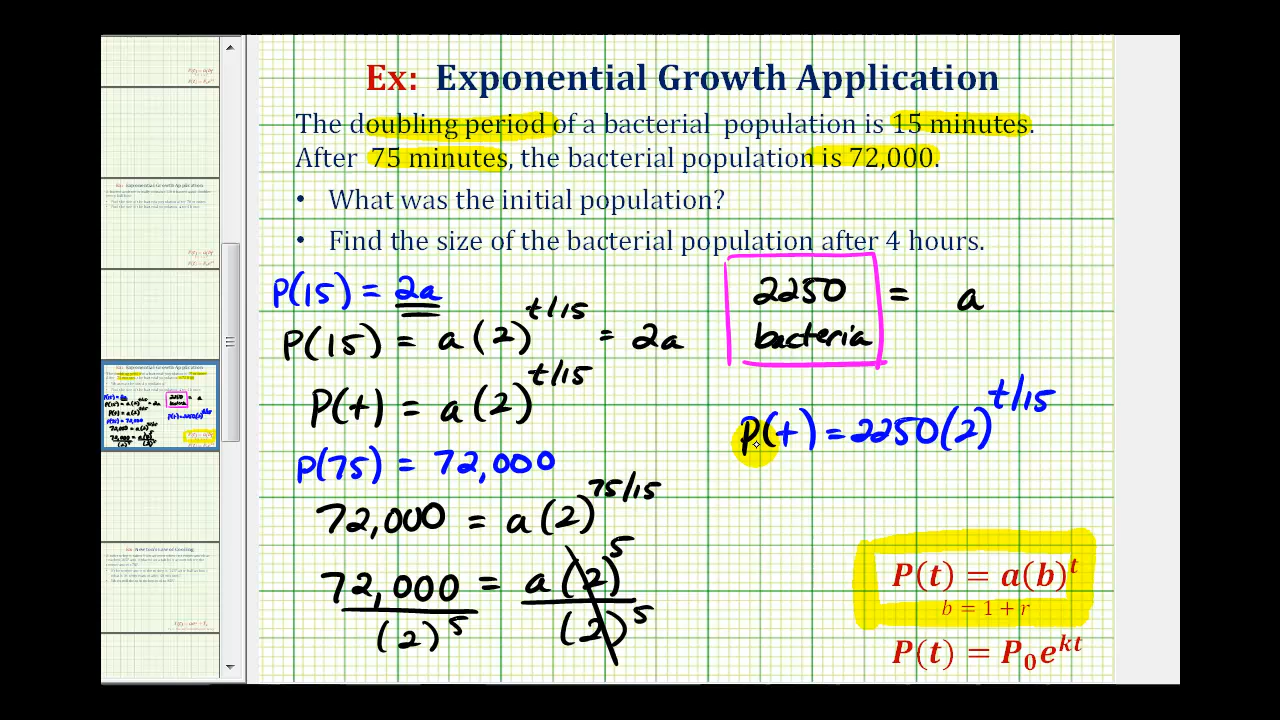 Ex: Exponential Growth Application
The doubling period of a bacterial population is 15 minutes.
After 75 minutes, the bacterial population is 72,000.
• What was the initial population?
• Find the size of the bacterial population after 4 hours.
P(15) = 2a
P(15) = a(2)^t/15 = 2a
P(t) = a(2)^t/15
P(75) = 72,000
72,000 = a(2)^75/15
72,000 = a(2)^5
(2)^5 (2)^5
2250 = a
bacteria
P(t) = 2250(2)^t/15
P(t) = a(b)^t
b = 1 + r
P(t) = P₀e^kt